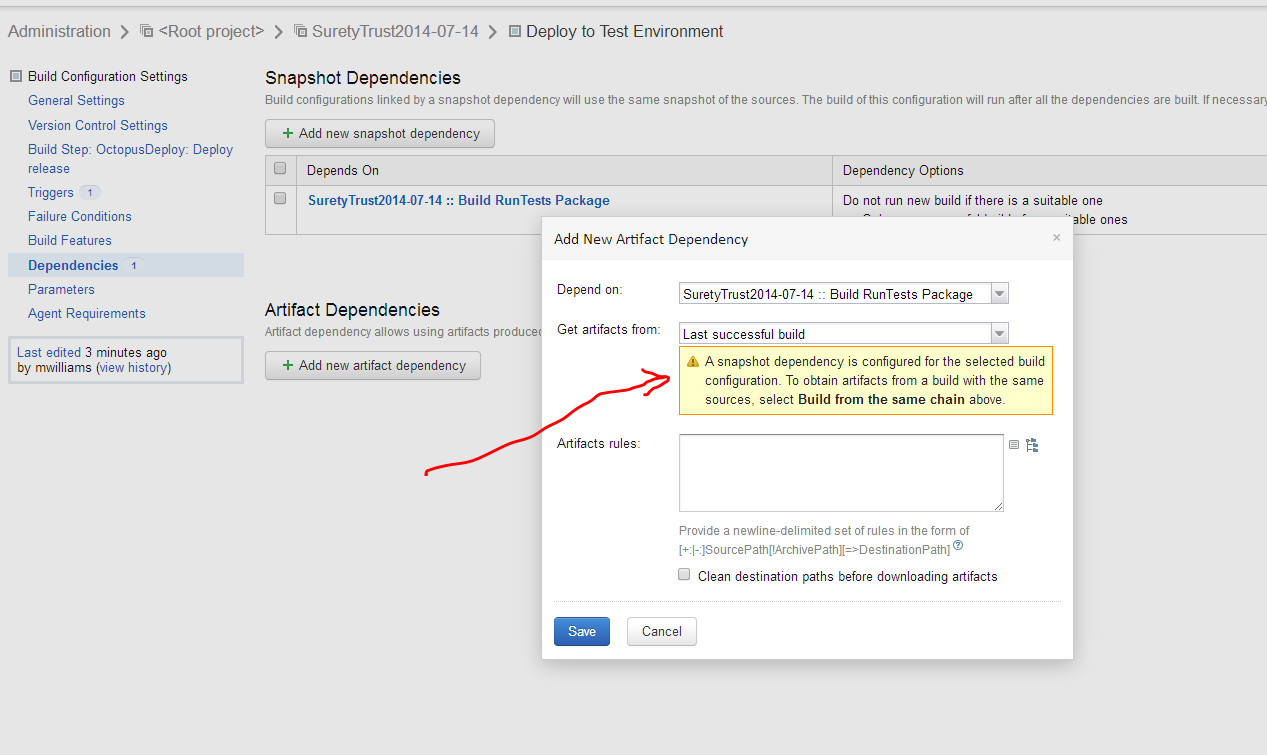 Administration > <Root project> > SuretyTrust2014-07-14 > Deploy to Test Environment
Build Configuration Settings
General Settings
Version Control Settings
Build Step: OctopusDeploy: Deploy
release
Triggers 1
Failure Conditions
Build Features
Dependencies 1
Parameters
Agent Requirements
Last edited 3 minutes ago
by mwilliams (view history)
Snapshot Dependencies
Build configurations linked by a snapshot dependency will use the same snapshot of the sources. The build of this configuration will run after all the dependencies are built. If necessary
+ Add new snapshot dependency
Depends On
Dependency Options
SuretyTrust2014-07-14 :: Build RunTests Package
Do not run new build if there is a suitable one
ones
Artifact Dependencies
Artifact dependency allows using artifacts produced
+ Add new artifact dependency
Add New Artifact Dependency ×
Depend on:
SuretyTrust2014-07-14 :: Build RunTests Package
Get artifacts from:
Last successful build
A snapshot dependency is configured for the selected build
configuration. To obtain artifacts from a build with the same
sources, select Build from the same chain above.
Artifacts rules:
Provide a newline-delimited set of rules in the form of
[+:|-:]SourcePath[!ArchivePath][=>DestinationPath] ?
Clean destination paths before downloading artifacts
Save
Cancel